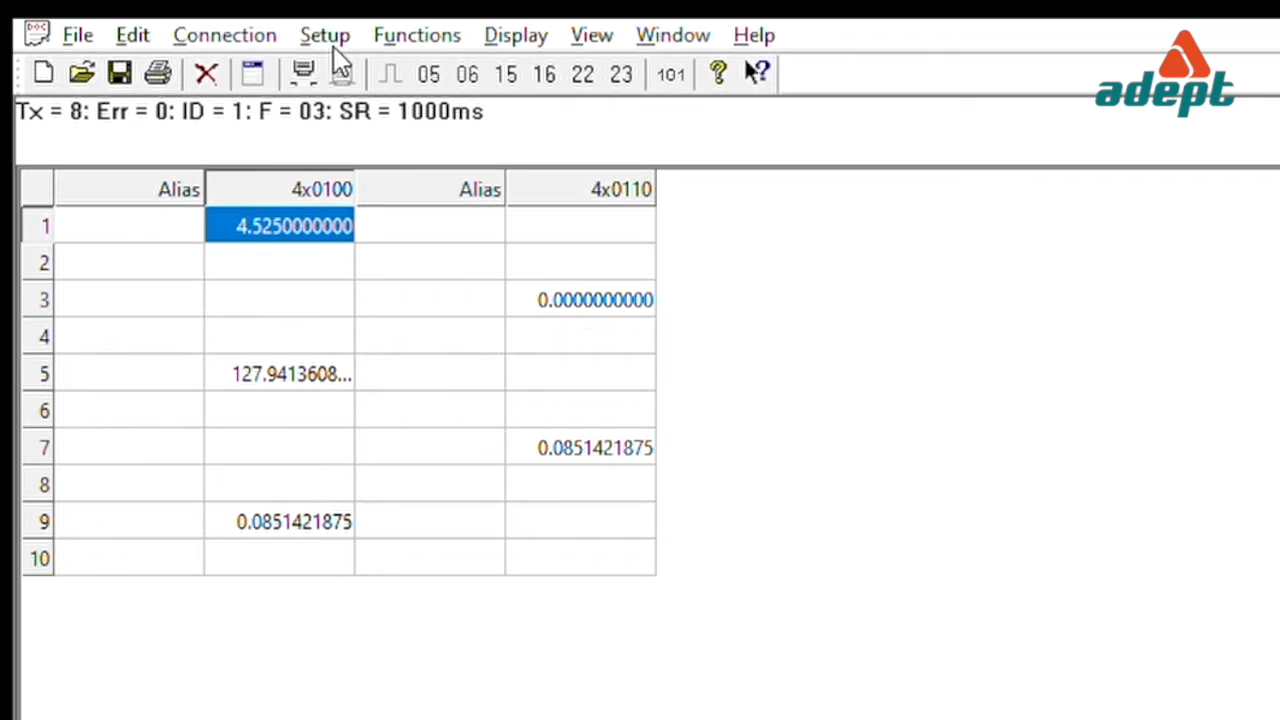 File Edit Connection Setup Functions Display View Window Help
05 06 15 16 22 23 101
adept
Tx = 8: Err = 0: ID = 1: F = 03: SR = 1000ms
Alias 4x0100 Alias 4x0110
1 4.5250000000
2
3 0.0000000000
4
5 127.9413608...
6
7 0.0851421875
8
9 0.0851421875
10